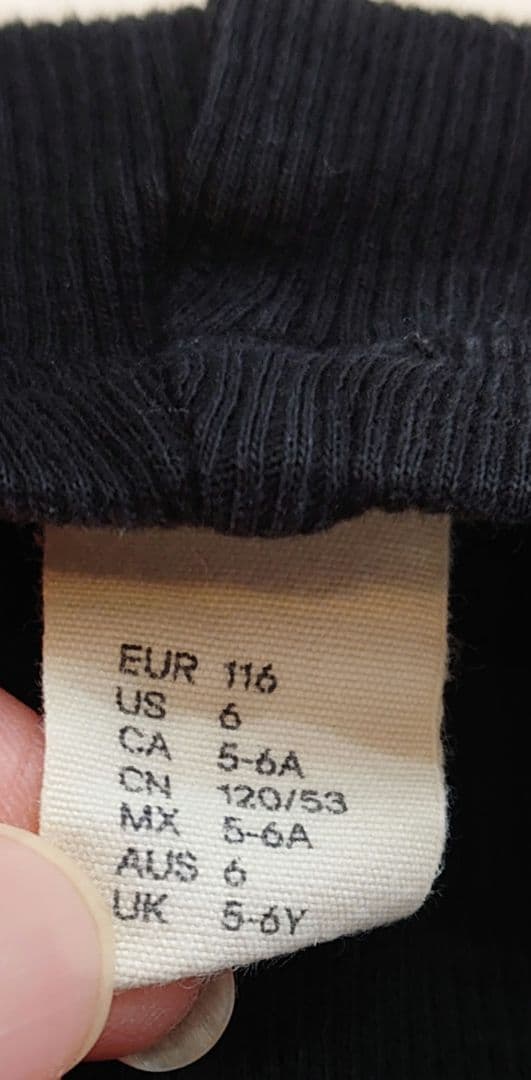 EUR 116
US 6
CA 5-6A
CN 120/53
MX 5-6A
AUS 6
UK 5-6Y